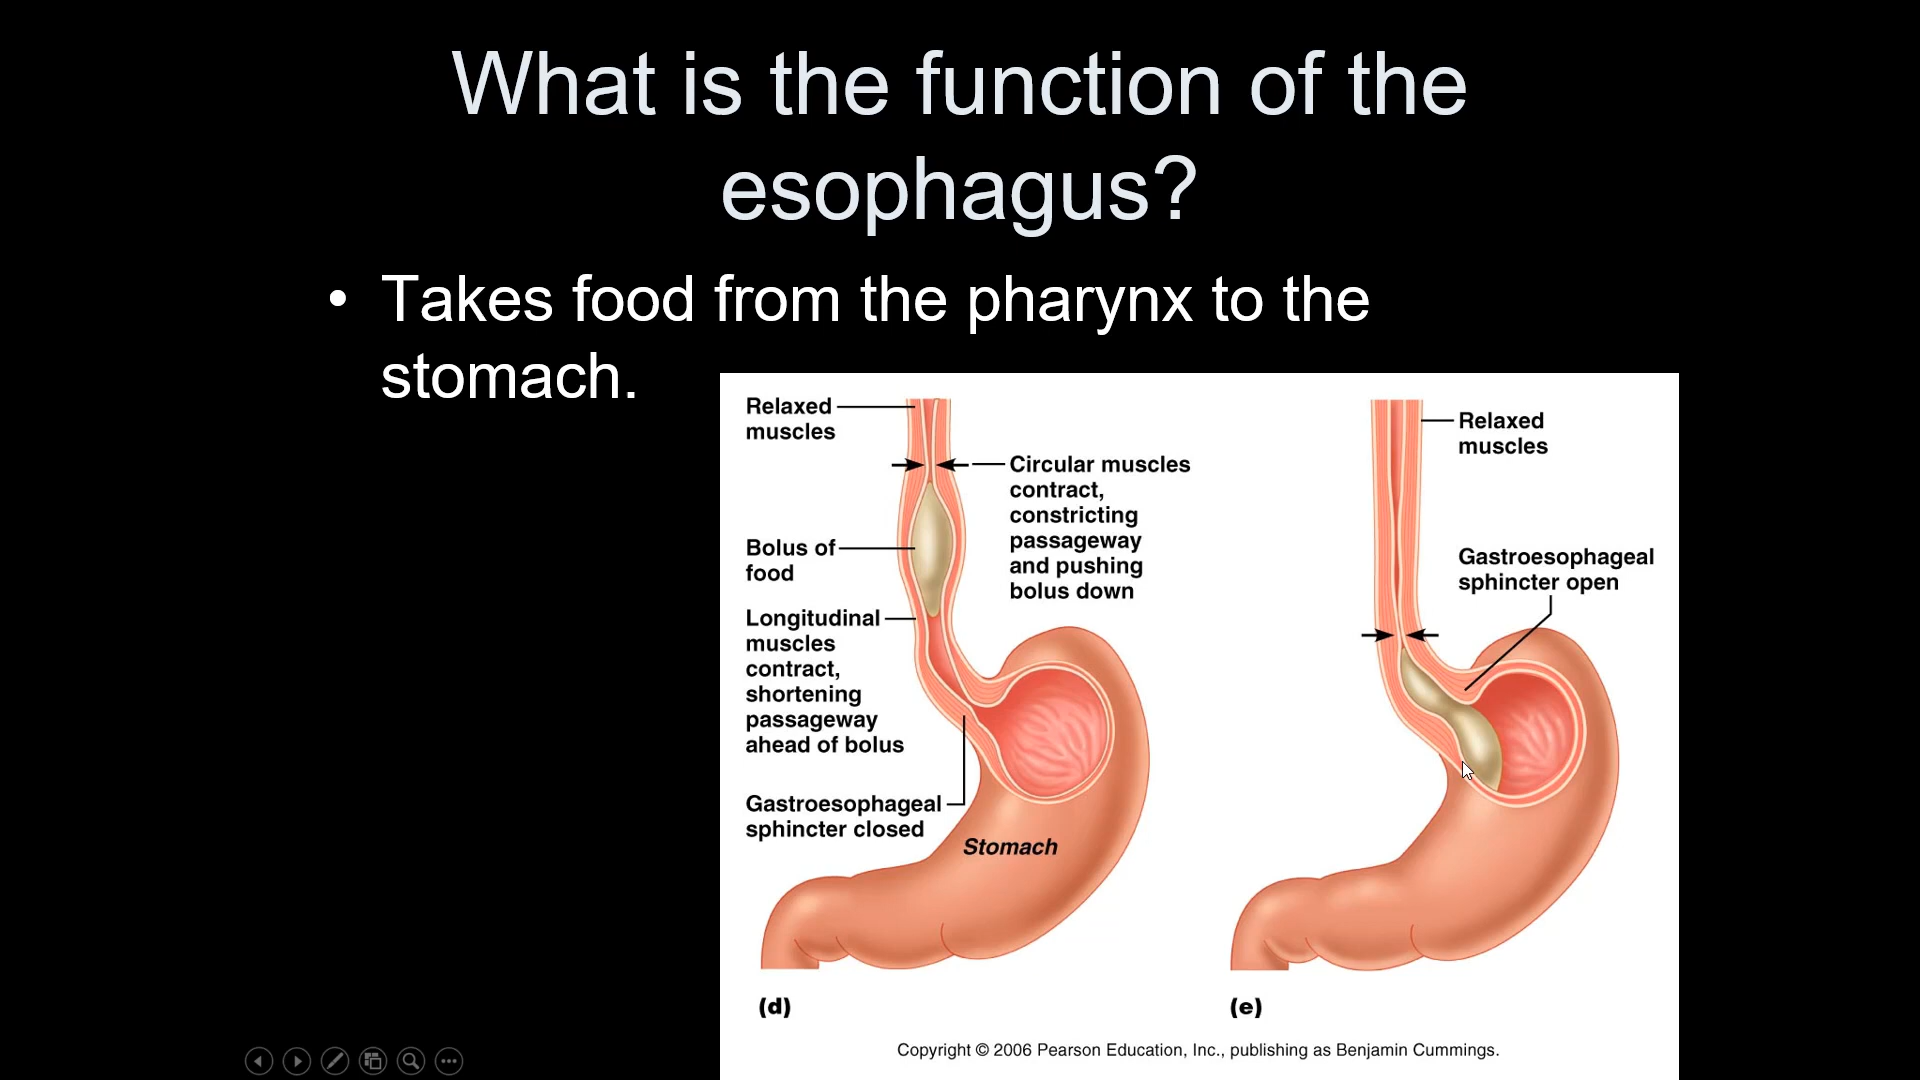 What is the function of the
esophagus?
• Takes food from the pharynx to the
stomach.
Relaxed
muscles
Circular muscles
contract,
constricting
passageway
and pushing
bolus down
Bolus of
food
Longitudinal
muscles
contract,
shortening
passageway
ahead of bolus
Gastroesophageal
sphincter closed
Stomach
(d)
Relaxed
muscles
Gastroesophageal
sphincter open
(e)
Copyright © 2006 Pearson Education, Inc., publishing as Benjamin Cummings.